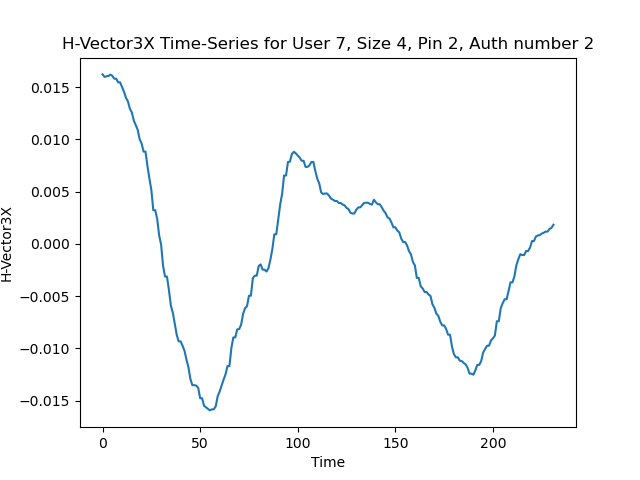 H-Vector3X Time-Series for User 7, Size 4, Pin 2, Auth number 2
0.015
0.010
0.005
0.000
−0.005
−0.010
−0.015
H-Vector3X
0 50 100 150 200
Time